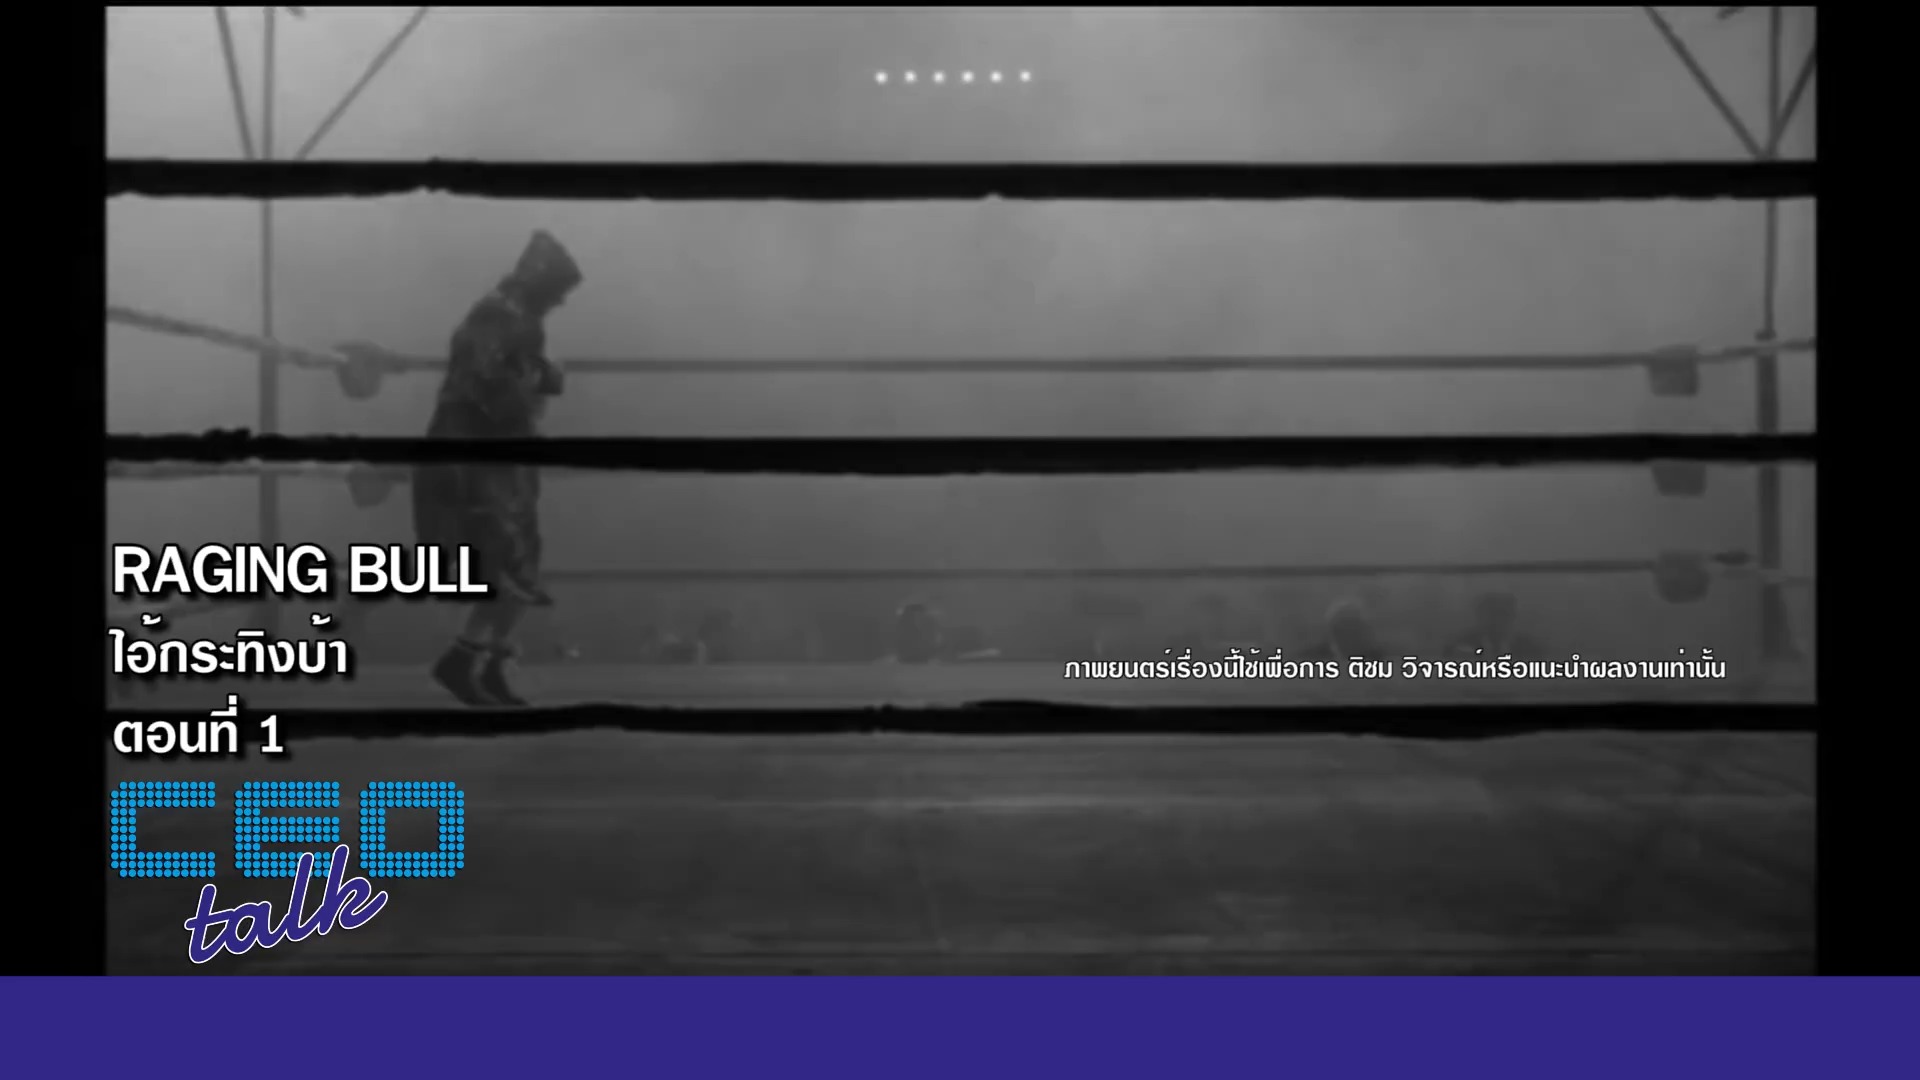 RAGING BULL
ไอ้กระทิงบ้า
ภาพยนตร์เรื่องนี้ใช้เพื่อการ ติชม วิจารณ์หรือแนะนำผลงานเท่านั้น
ตอนที่ 1
CEO
talk